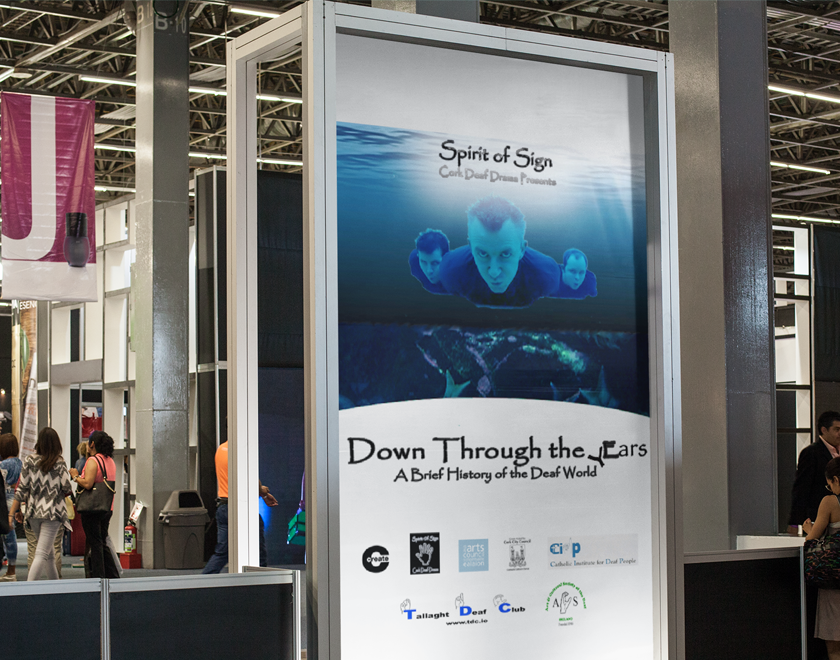 B-10
J
ESEN
Spirit of Sign
Cork Deaf Drama Presents
Down Through the yEars
A Brief History of the Deaf World
create
Spirit of Sign
Cork Deaf Drama
arts
council
Cork City Council
Catholic Institute for Deaf People
Tallaght Deaf Club
www.tdc.ie
A S